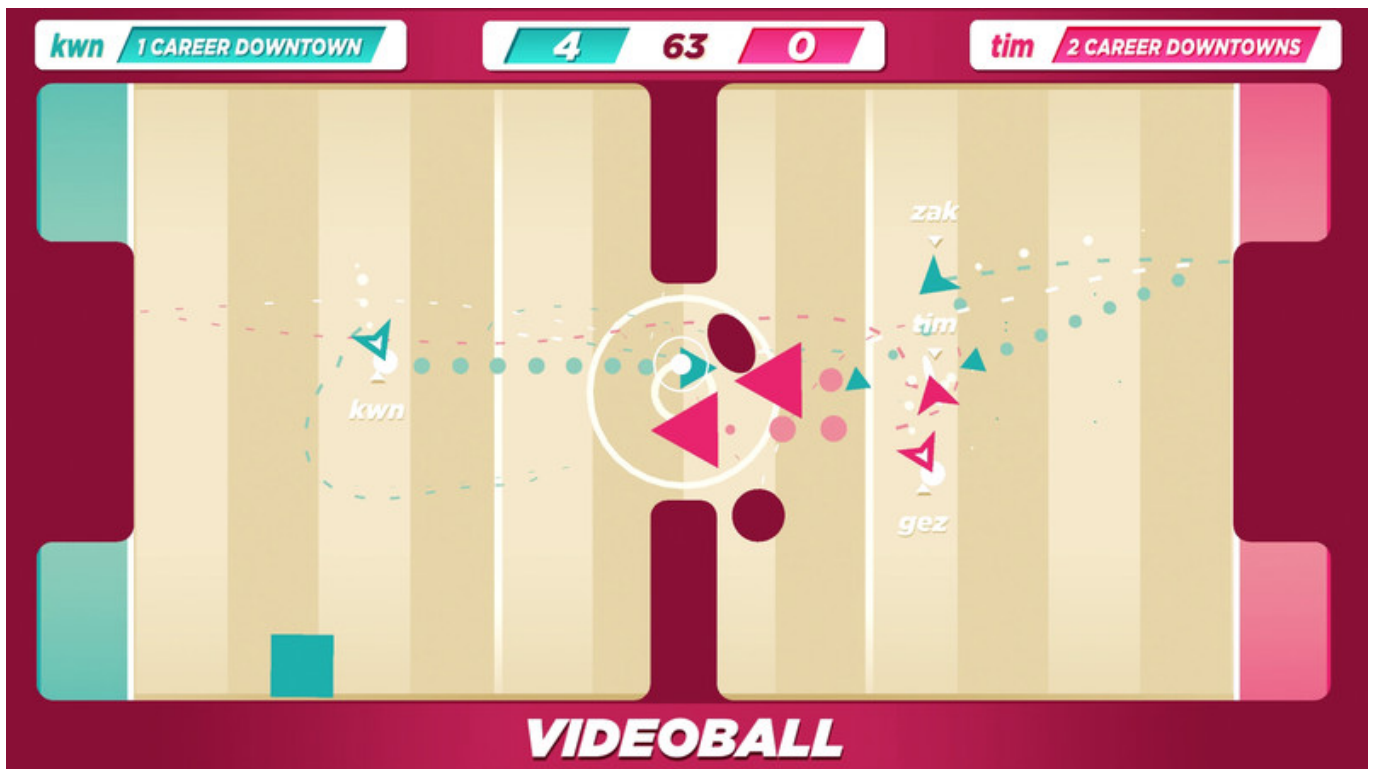 kwn 1 CAREER DOWNTOWN 4 63 0 tim 2 CAREER DOWNTOWNS
zak
tim
kwn
gez
VIDEOBALL